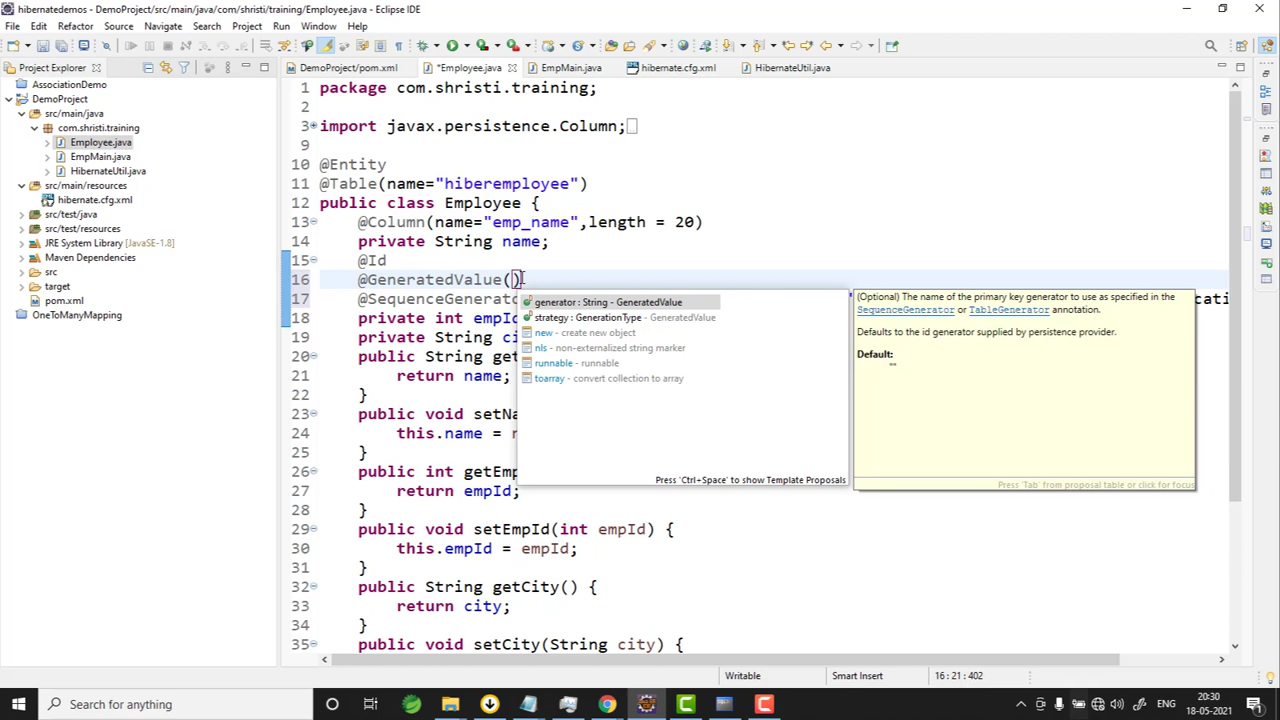 hibernatedemos - DemoProject/src/main/java/com/shristi/training/Employee.java - Eclipse IDE
File Edit Refactor Source Navigate Search Project Run Window Help
Project Explorer
DemoProject/pom.xml
*Employee.java
EmpMain.java
hibernate.cfg.xml
HibernateUtil.java
AssociationDemo
DemoProject
src/main/java
com.shristi.training
Employee.java
EmpMain.java
HibernateUtil.java
src/main/resources
hibernate.cfg.xml
src/test/java
src/test/resources
JRE System Library [JavaSE-1.8]
Maven Dependencies
src
target
pom.xml
OneToManyMapping
1 package com.shristi.training;
2
3 import javax.persistence.Column;
9
10 @Entity
11 @Table(name="hiberemployee")
12 public class Employee {
13 @Column(name="emp_name",length = 20)
14 private String name;
15 @Id
16 @GeneratedValue()
17 @SequenceGenerato " cati
18 private int empId
19 private String ci
20 public String get
21 return name;
22 }
23 public void setNa
24 this.name = n
25 }
26 public int getEmp
27 return empId;
28 }
29 public void setEmpId(int empId) {
30 this.empId = empId;
31 }
32 public String getCity() {
33 return city;
34 }
35 public void setCity(String city) {
generator : String - GeneratedValue
strategy : GenerationType - GeneratedValue
new - create new object
nls - non-externalized string marker
runnable - runnable
toarray - convert collection to array
Press 'Ctrl+Space' to show Template Proposals
(Optional) The name of the primary key generator to use as specified in the
SequenceGenerator or TableGenerator annotation.
Defaults to the id generator supplied by persistence provider.
Default:
""
Press 'Tab' from proposal table or click for focus
Writable
Smart Insert
16 : 21 : 402
Search for anything
ENG
20:30
18-05-2021
1